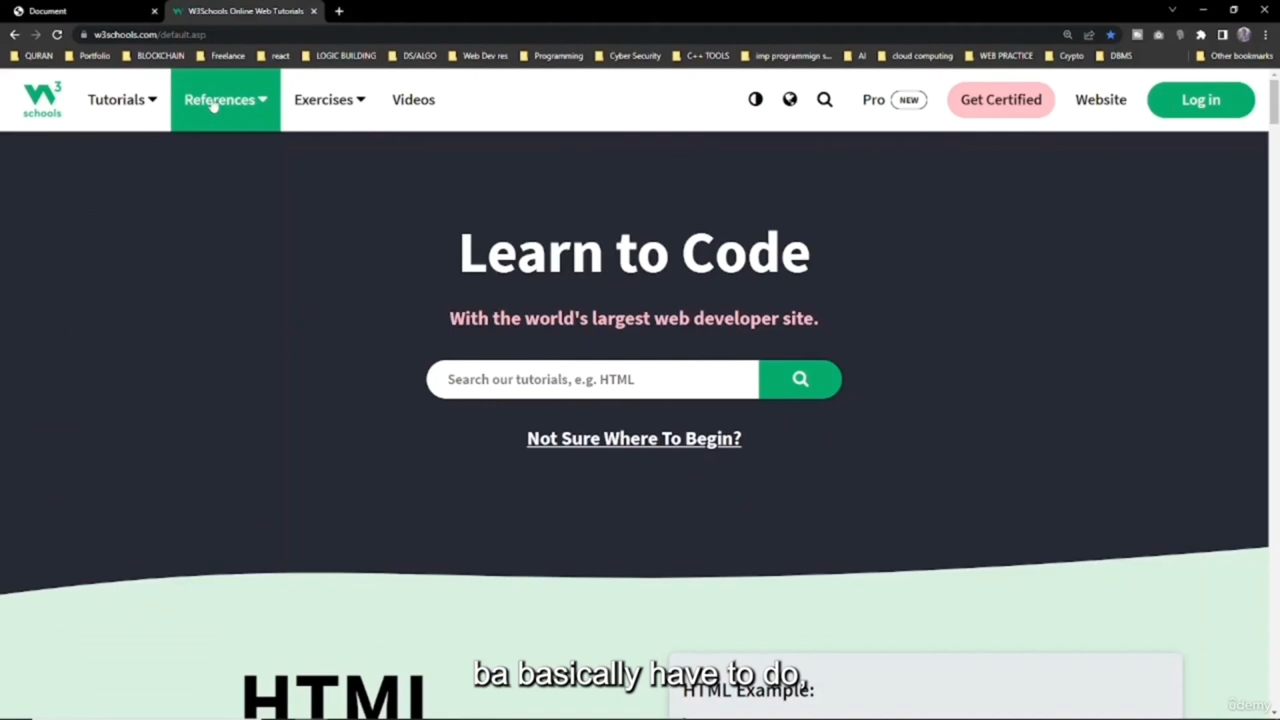 Document
W3Schools Online Web Tutorials
w3schools.com/default.asp
QURAN Portfolio BLOCKCHAIN Freelance react LOGIC BUILDING DS/ALGO Web Dev res Programming Cyber Security C++ TOOLS imp programmign s... AI cloud computing WEB PRACTICE Crypto DBMS Other bookmarks
W3 schools
Tutorials References Exercises Videos Pro NEW Get Certified Website Log in
Learn to Code
With the world's largest web developer site.
Search our tutorials, e.g. HTML
Not Sure Where To Begin?
HTML
HTML Example:
ba basically have to do,
ûdemy